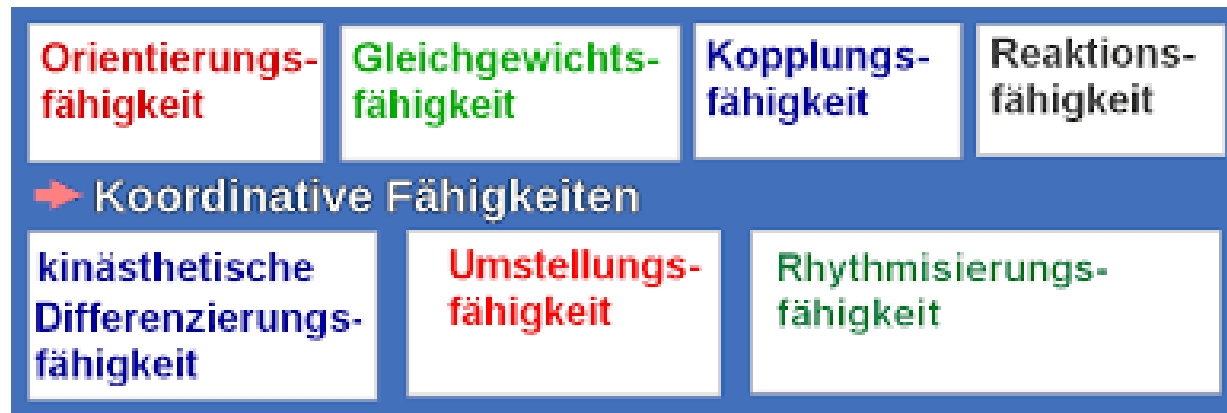 Orientierungs-
fähigkeit
Gleichgewichts-
fähigkeit
Kopplungs-
fähigkeit
Reaktions-
fähigkeit
Koordinative Fähigkeiten
kinästhetische
Differenzierungs-
fähigkeit
Umstellungs-
fähigkeit
Rhythmisierungs-
fähigkeit